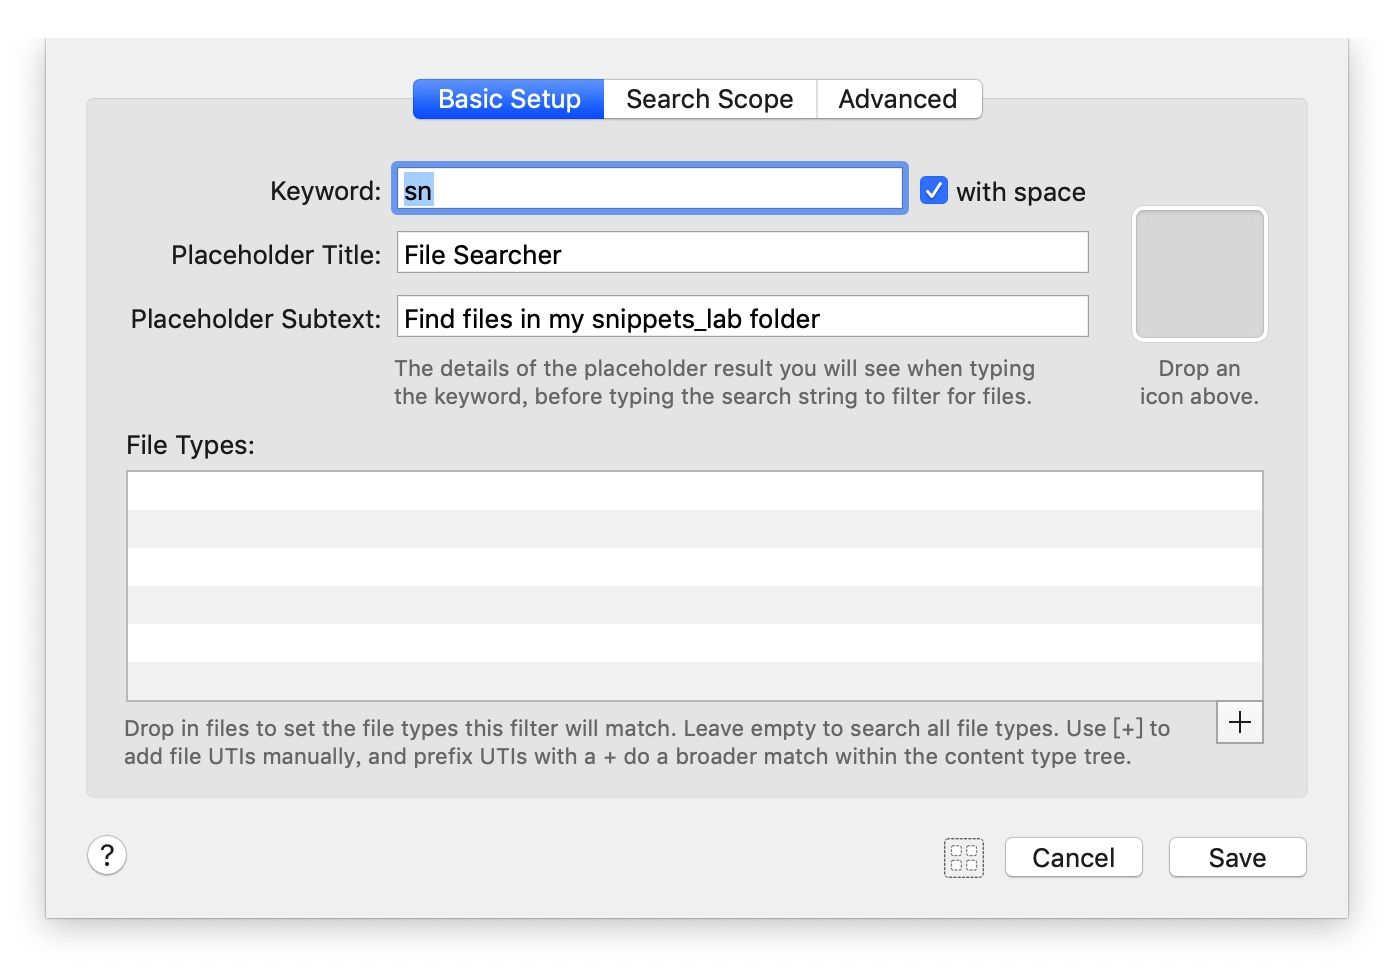 Basic Setup Search Scope Advanced
Keyword: sn with space
Placeholder Title: File Searcher
Placeholder Subtext: Find files in my snippets_lab folder
The details of the placeholder result you will see when typing
the keyword, before typing the search string to filter for files.
Drop an
icon above.
File Types:
Drop in files to set the file types this filter will match. Leave empty to search all file types. Use [+] to
add file UTIs manually, and prefix UTIs with a + do a broader match within the content type tree.
+
? Cancel Save